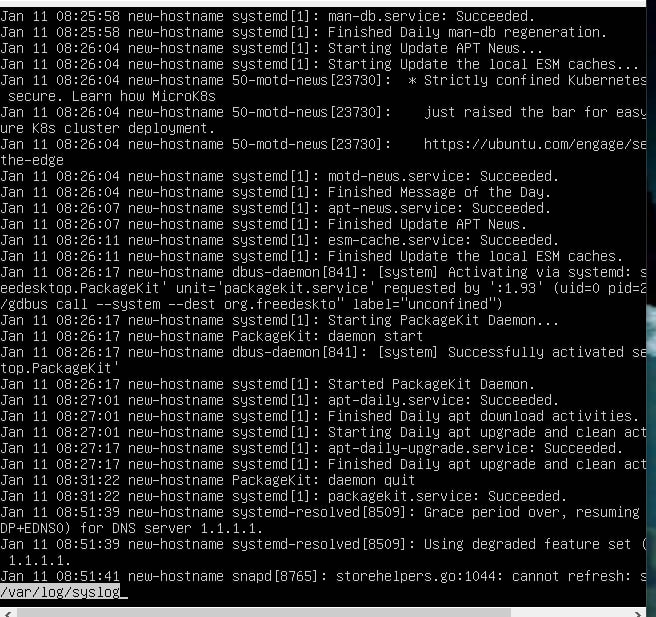 Jan 11 08:25:58 new-hostname systemd[1]: man-db.service: Succeeded.
Jan 11 08:25:58 new-hostname systemd[1]: Finished Daily man-db regeneration.
Jan 11 08:26:04 new-hostname systemd[1]: Starting Update APT News...
Jan 11 08:26:04 new-hostname systemd[1]: Starting Update the local ESM caches...
Jan 11 08:26:04 new-hostname 50-motd-news[23730]:  * Strictly confined Kubernetes
 secure. Learn how MicroK8s
Jan 11 08:26:04 new-hostname 50-motd-news[23730]:    just raised the bar for easy
ure K8s cluster deployment.
Jan 11 08:26:04 new-hostname 50-motd-news[23730]:    https://ubuntu.com/engage/se
the-edge
Jan 11 08:26:04 new-hostname systemd[1]: motd-news.service: Succeeded.
Jan 11 08:26:04 new-hostname systemd[1]: Finished Message of the Day.
Jan 11 08:26:07 new-hostname systemd[1]: apt-news.service: Succeeded.
Jan 11 08:26:07 new-hostname systemd[1]: Finished Update APT News.
Jan 11 08:26:11 new-hostname systemd[1]: esm-cache.service: Succeeded.
Jan 11 08:26:11 new-hostname systemd[1]: Finished Update the local ESM caches.
Jan 11 08:26:17 new-hostname dbus-daemon[841]: [system] Activating via systemd: s
eedesktop.PackageKit' unit='packagekit.service' requested by ':1.93' (uid=0 pid=2
/gdbus call --system --dest org.freedeskto" label="unconfined")
Jan 11 08:26:17 new-hostname systemd[1]: Starting PackageKit Daemon...
Jan 11 08:26:17 new-hostname PackageKit: daemon start
Jan 11 08:26:17 new-hostname dbus-daemon[841]: [system] Successfully activated se
top.PackageKit'
Jan 11 08:26:17 new-hostname systemd[1]: Started PackageKit Daemon.
Jan 11 08:27:01 new-hostname systemd[1]: apt-daily.service: Succeeded.
Jan 11 08:27:01 new-hostname systemd[1]: Finished Daily apt download activities.
Jan 11 08:27:01 new-hostname systemd[1]: Starting Daily apt upgrade and clean act
Jan 11 08:27:17 new-hostname systemd[1]: apt-daily-upgrade.service: Succeeded.
Jan 11 08:27:17 new-hostname systemd[1]: Finished Daily apt upgrade and clean act
Jan 11 08:31:22 new-hostname PackageKit: daemon quit
Jan 11 08:31:22 new-hostname systemd[1]: packagekit.service: Succeeded.
Jan 11 08:51:39 new-hostname systemd-resolved[8509]: Grace period over, resuming
DP+EDNS0) for DNS server 1.1.1.1.
Jan 11 08:51:39 new-hostname systemd-resolved[8509]: Using degraded feature set (
 1.1.1.1.
Jan 11 08:51:41 new-hostname snapd[8765]: storehelpers.go:1044: cannot refresh: s
/var/log/syslog